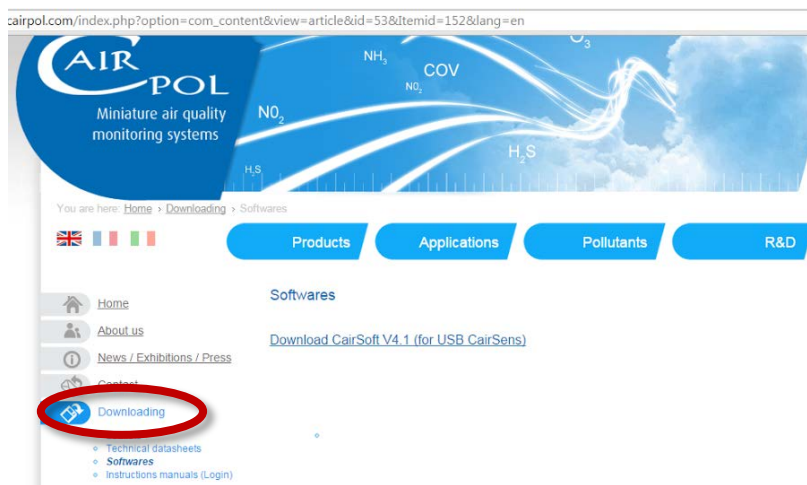 cairpol.com/index.php?option=com_content&view=article&id=53&Itemid=152&lang=en
AIR
CPOL
Miniature air quality
monitoring systems
NH3
COV
NO2
O3
N02
H2S
H2S
You are here: Home › Downloading › Softwares
Products
Applications
Pollutants
R&D
Softwares
Download CairSoft V4.1 (for USB CairSens)
Home
About us
News / Exhibitions / Press
Contact
Downloading
Technical datasheets
Softwares
Instructions manuals (Login)